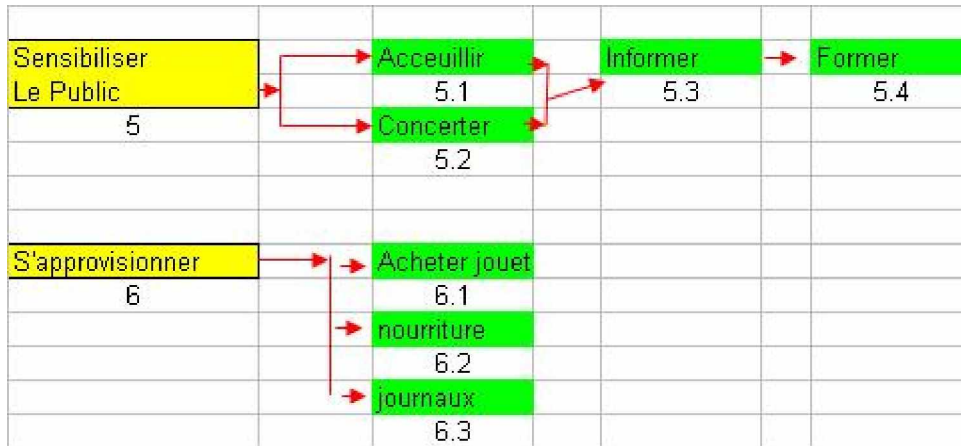 Sensibiliser Acceuillir Informer Former
Le Public 5.1 5.3 5.4
5 Concerter
5.2
S'approvisionner Acheter jouet
6 6.1
nourriture
6.2
journaux
6.3